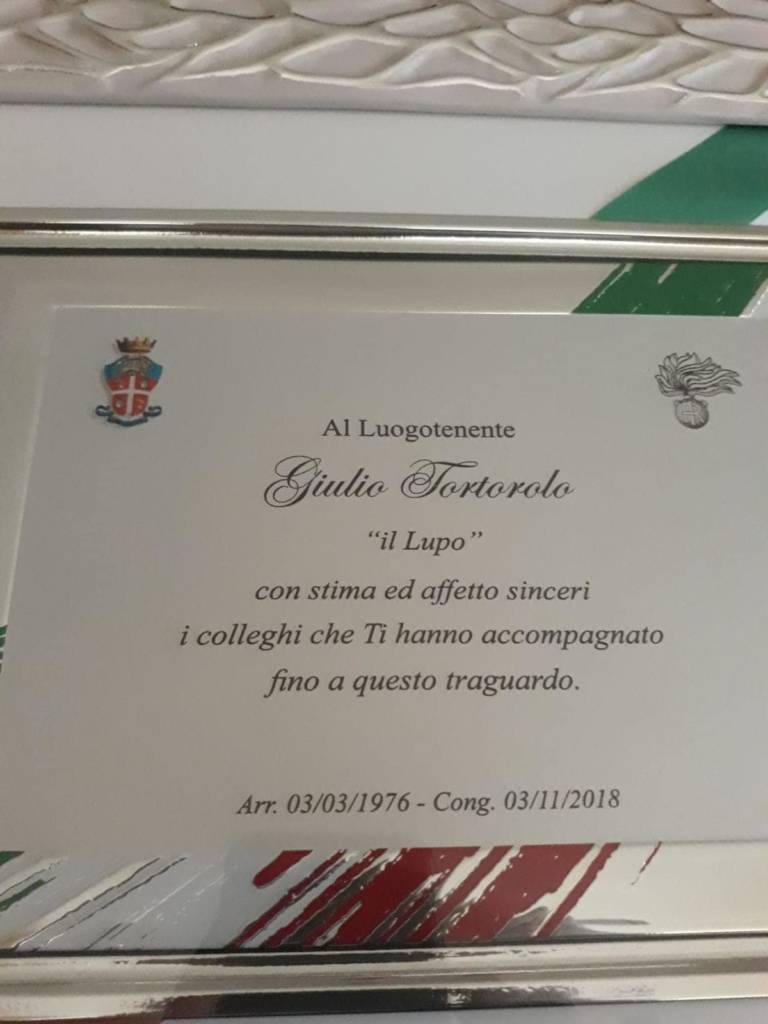 Al Luogotenente
Giulio Tortorolo
“il Lupo”
con stima ed affetto sinceri
i colleghi che Ti hanno accompagnato
fino a questo traguardo.
Arr. 03/03/1976 - Cong. 03/11/2018